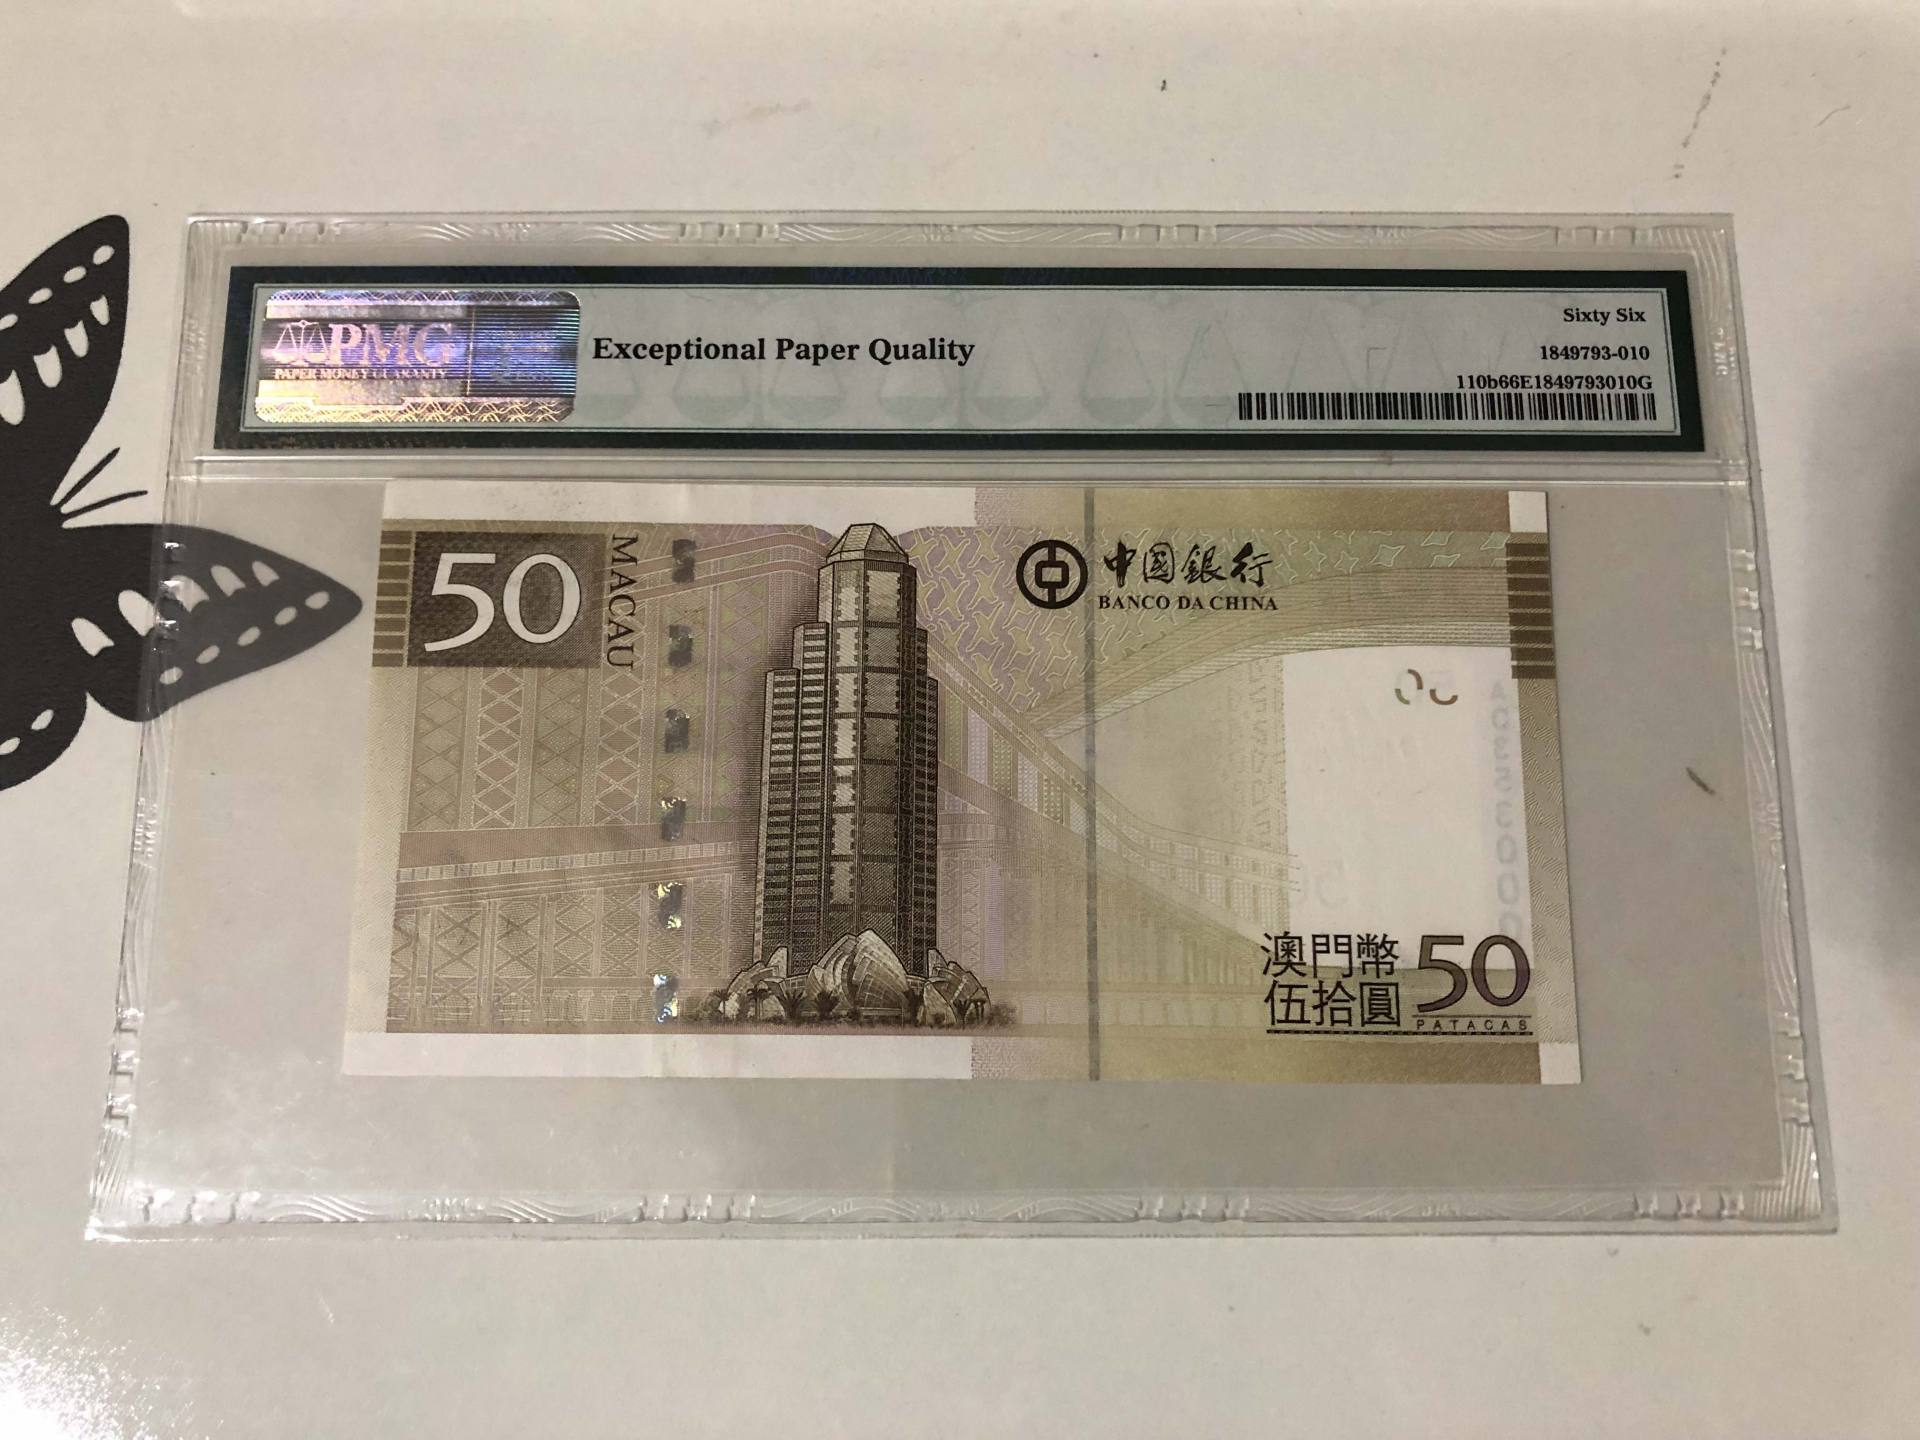 PMG
PAPER MONEY GUARANTY
Exceptional Paper Quality
Sixty Six
1849793-010
110b66E1849793010G
50
MACAU
中国銀行
BANCO DA CHINA
澳門幣
伍拾圓
50
PATACAS